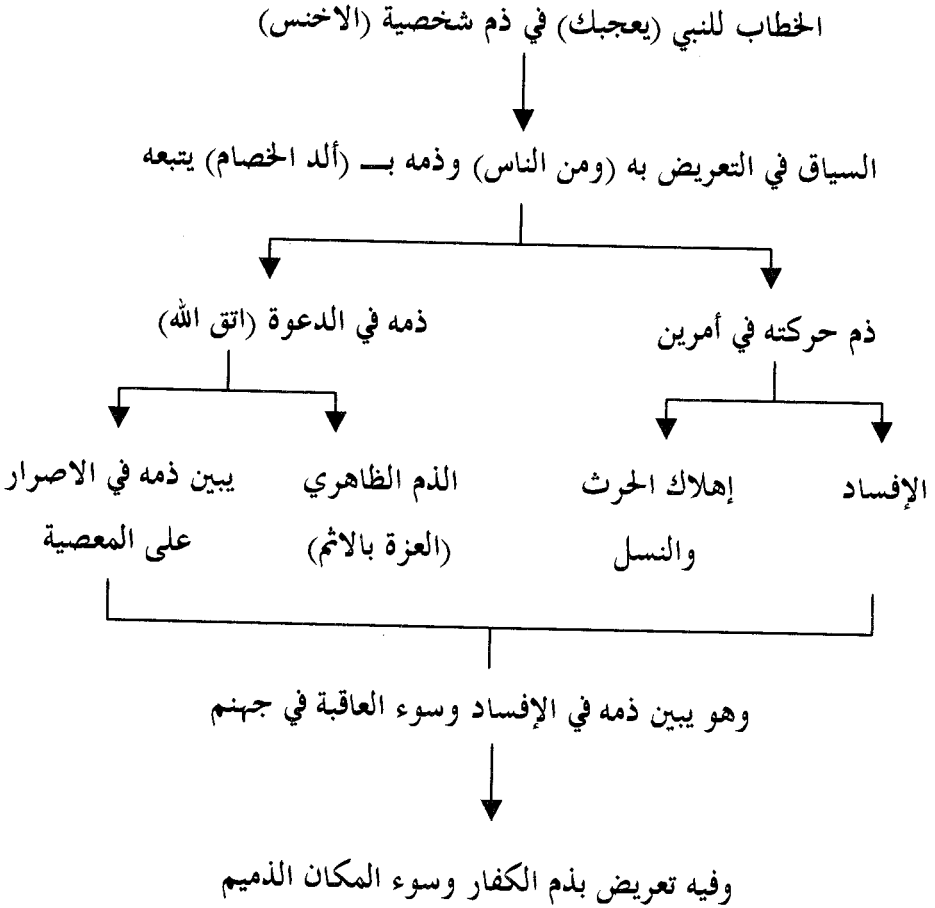 الخطاب للنبي (يعجبك) في ذم شخصية (الاخنس)
السياق في التعريض به (ومن الناس) وذمه بـــ (ألد الخصام) يتبعه
ذم حركته في أمرين
ذمه في الدعوة (اتق الله)
الإفساد
إهلاك الحرث
والنسل
الذم الظاهري
(العزة بالاثم)
يبين ذمه في الاصرار
على المعصية
وهو يبين ذمه في الإفساد وسوء العاقبة في جهنم
وفيه تعريض بذم الكفار وسوء المكان الذميم